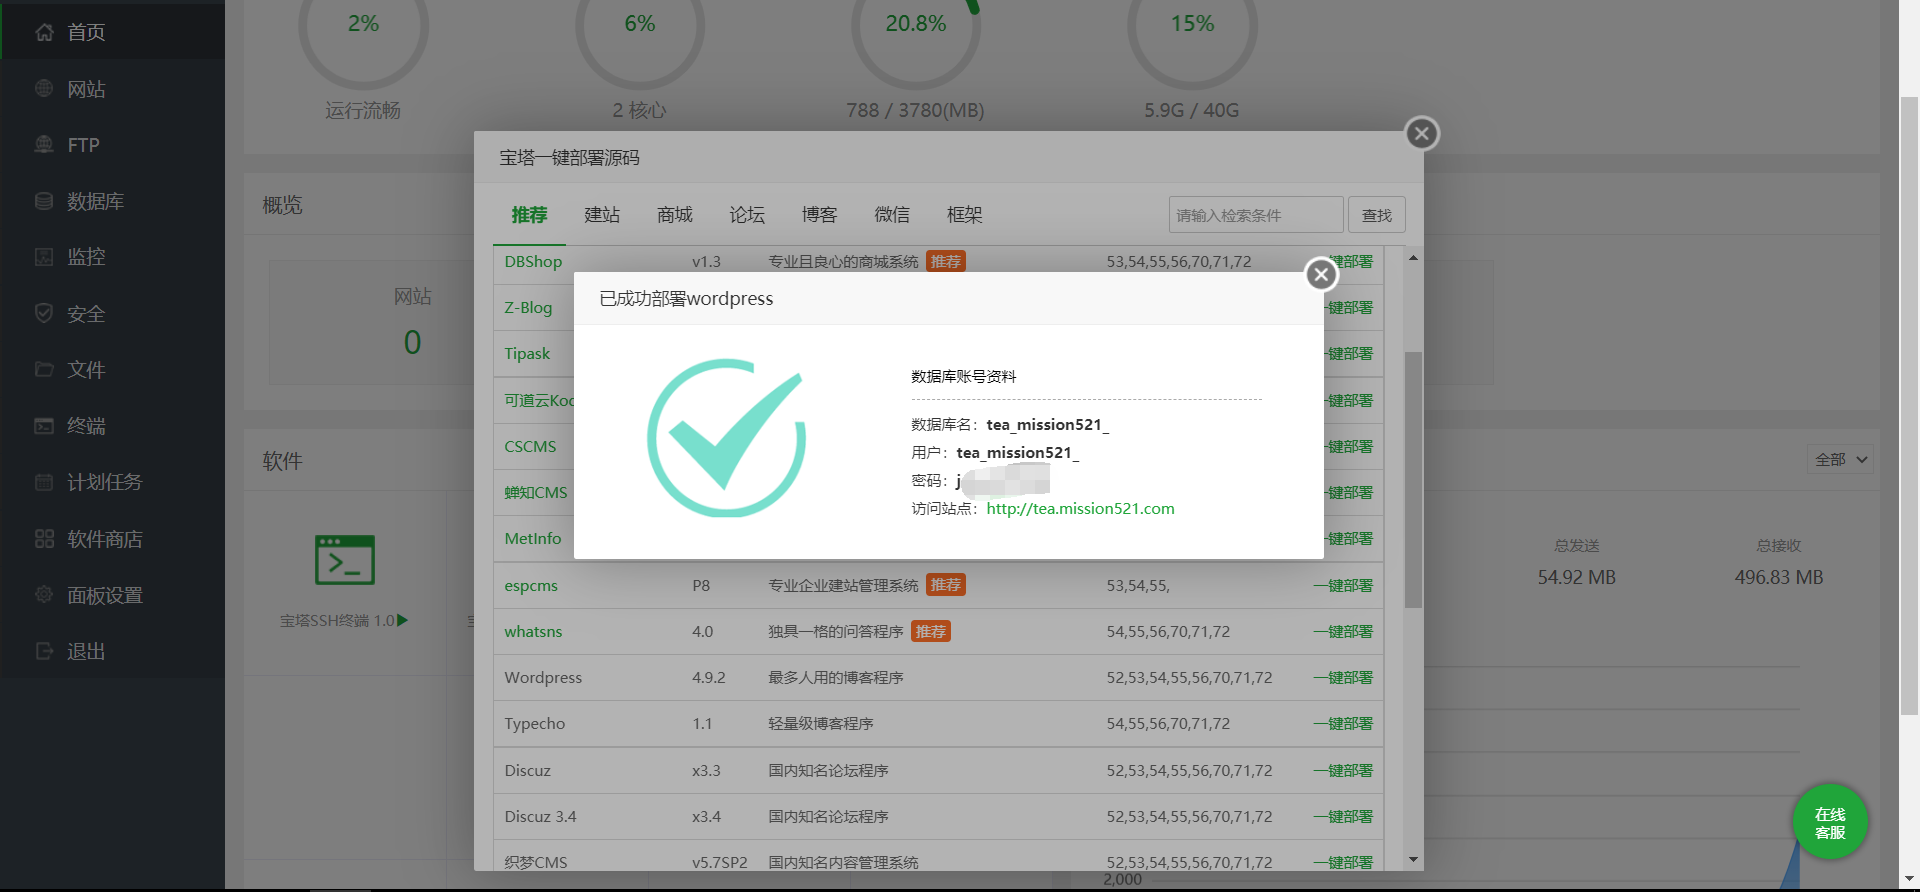 首页
网站
FTP
数据库
监控
安全
文件
终端
计划任务
软件商店
面板设置
退出
2%
6%
20.8%
15%
运行流畅
2 核心
788 / 3780(MB)
5.9G / 40G
概览
网站
0
软件
宝塔SSH终端 1.0
宝塔一键部署源码
推荐 建站 商城 论坛 博客 微信 框架
请输入检索条件
查找
DBShop v1.3 专业且良心的商城系统 推荐 53,54,55,56,70,71,72 一键部署
Z-Blog 一键部署
Tipask 一键部署
可道云Kod 一键部署
CSCMS 一键部署
蝉知CMS 一键部署
MetInfo 一键部署
已成功部署wordpress
数据库账号资料
数据库名：tea_mission521_
用户：tea_mission521_
密码：j
访问站点：http://tea.mission521.com
espcms P8 专业企业建站管理系统 推荐 53,54,55, 一键部署
whatsns 4.0 独具一格的问答程序 推荐 54,55,56,70,71,72 一键部署
Wordpress 4.9.2 最多人用的博客程序 52,53,54,55,56,70,71,72 一键部署
Typecho 1.1 轻量级博客程序 54,55,56,70,71,72 一键部署
Discuz x3.3 国内知名论坛程序 52,53,54,55,56,70,71,72 一键部署
Discuz 3.4 x3.4 国内知名论坛程序 52,53,54,55,56,70,71,72 一键部署
织梦CMS v5.7SP2 国内知名内容管理系统 52,53,54,55,56,70,71,72 一键部署
全部
总发送
54.92 MB
总接收
496.83 MB
2,000
在线
客服